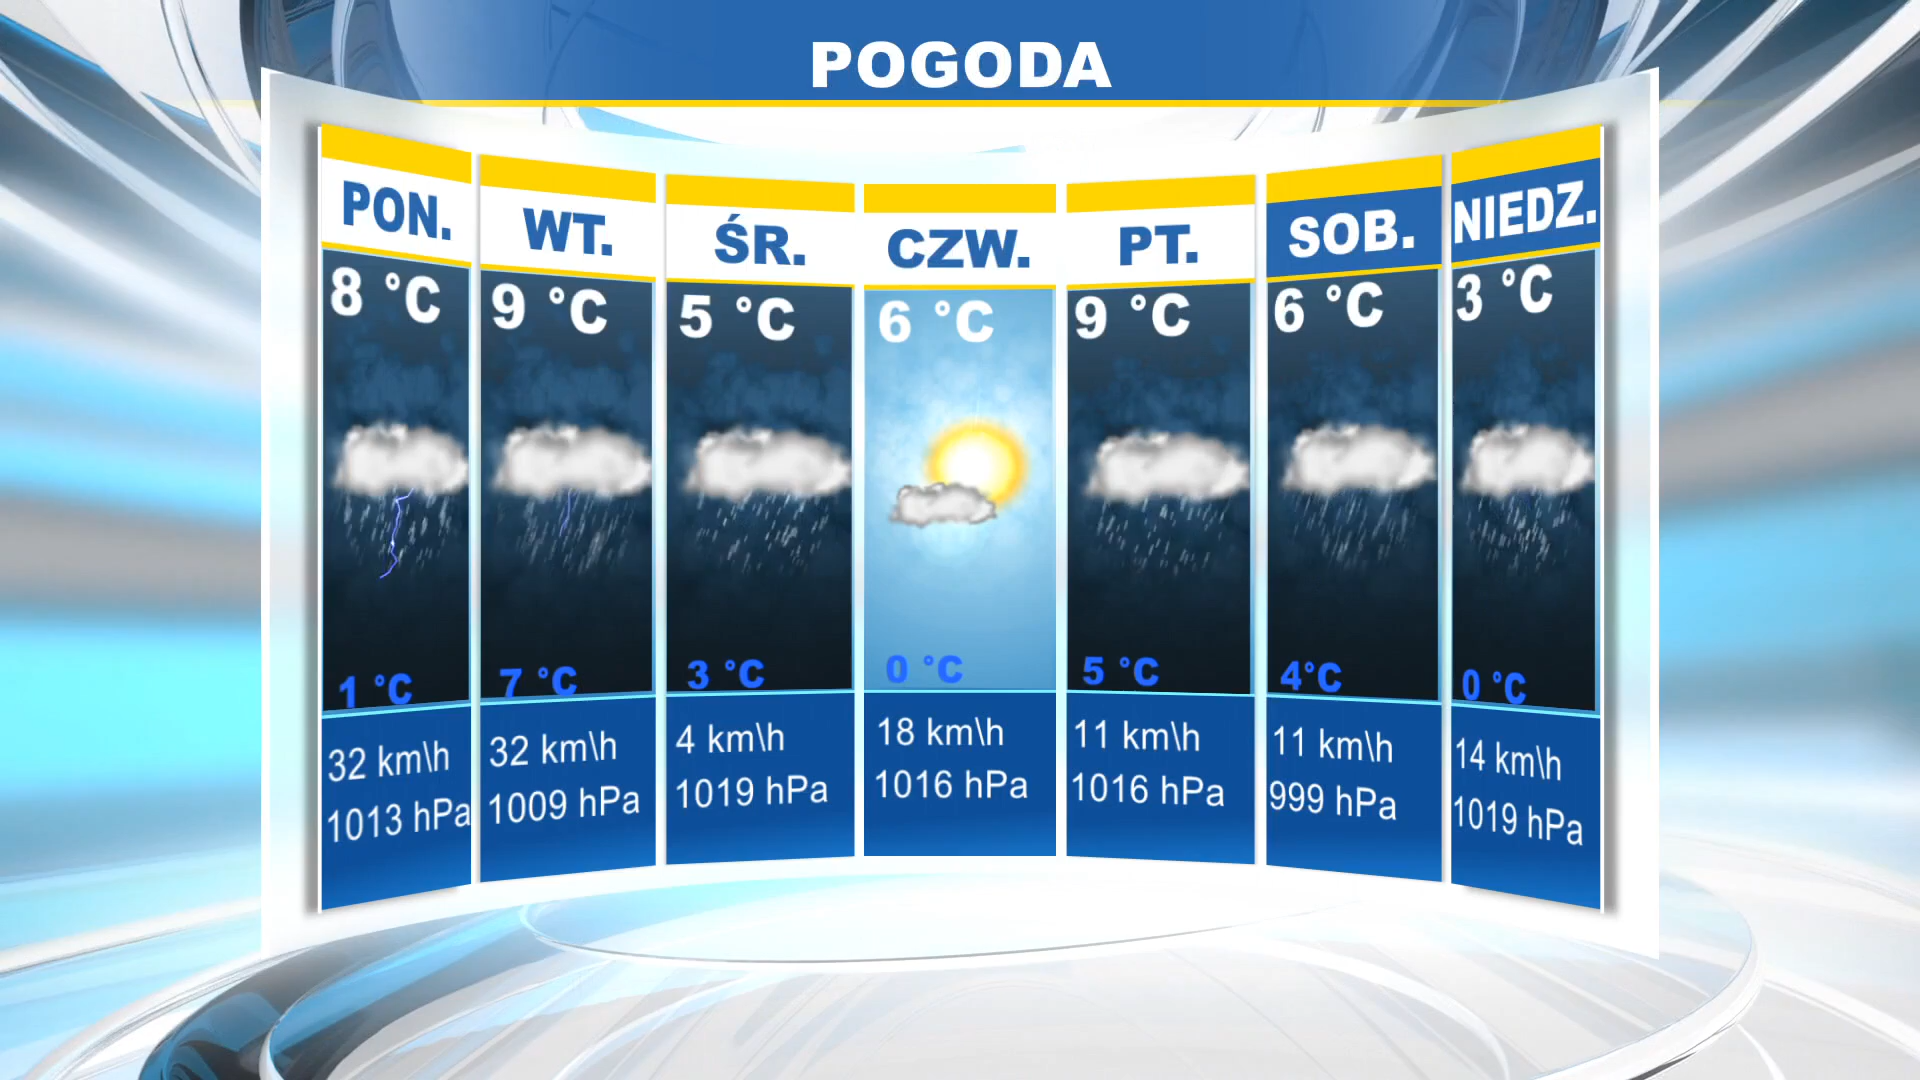 POGODA
PON.
8 °C
1 °C
32 km\h
1013 hPa
WT.
9 °C
7 °C
32 km\h
1009 hPa
ŚR.
5 °C
3 °C
4 km\h
1019 hPa
CZW.
6 °C
0 °C
18 km\h
1016 hPa
PT.
9 °C
5 °C
11 km\h
1016 hPa
SOB.
6 °C
4°C
11 km\h
999 hPa
NIEDZ.
3 °C
0 °C
14 km\h
1019 hPa